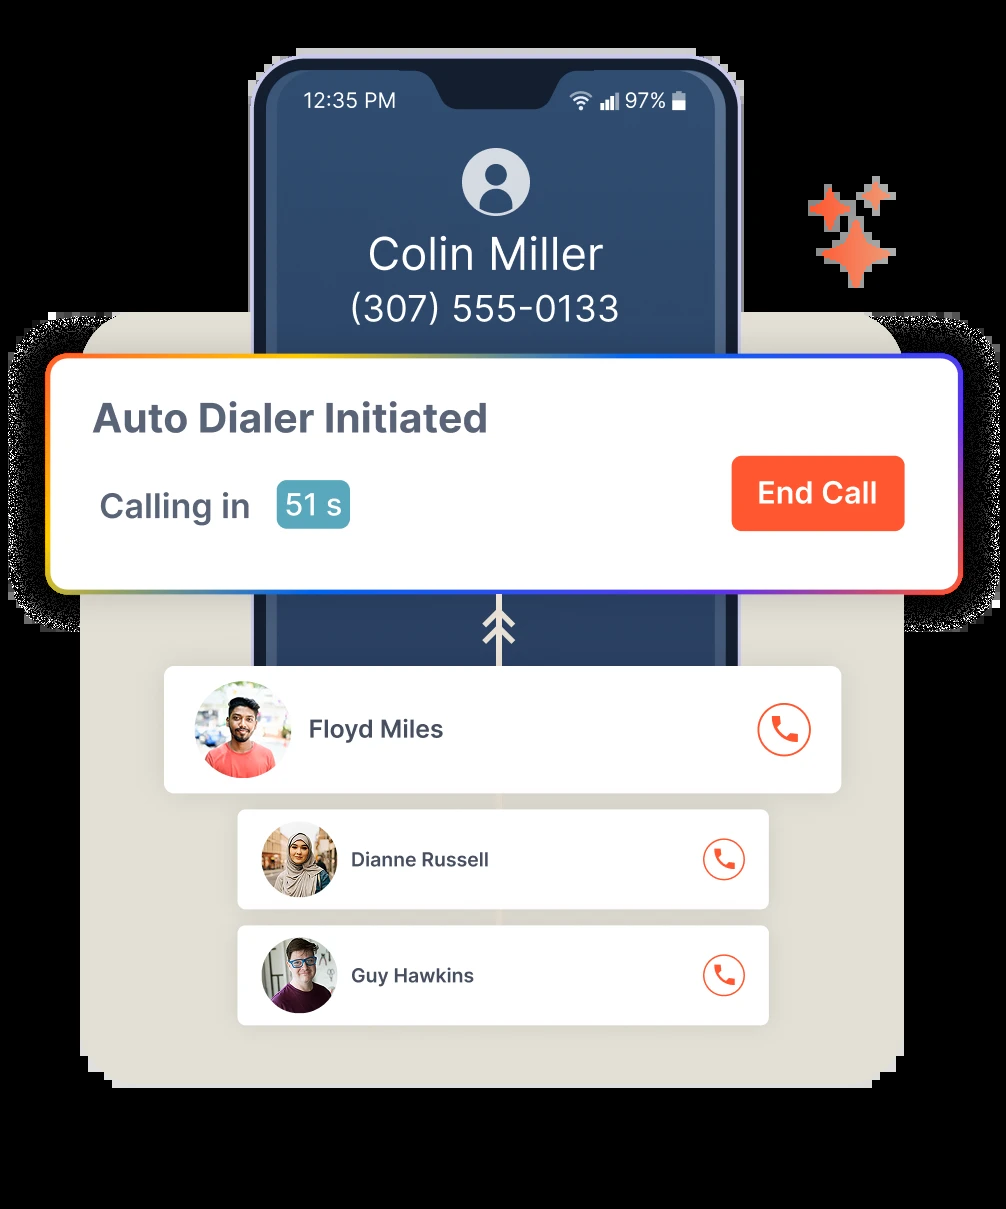 12:35 PM 97%
Colin Miller
(307) 555-0133
Auto Dialer Initiated
Calling in 51 s
End Call
Floyd Miles
Dianne Russell
Guy Hawkins